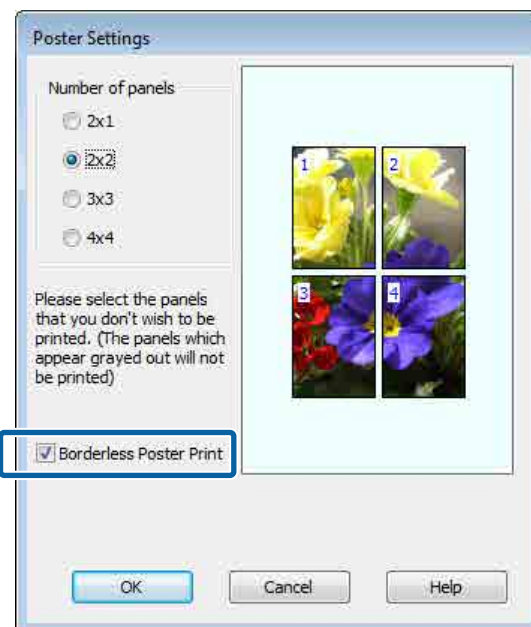 Poster Settings
Number of panels
2x1
2x2
3x3
4x4
Please select the panels
that you don't wish to be
printed. (The panels which
appear grayed out will not
be printed)
Borderless Poster Print
1 2
3 4
OK Cancel Help